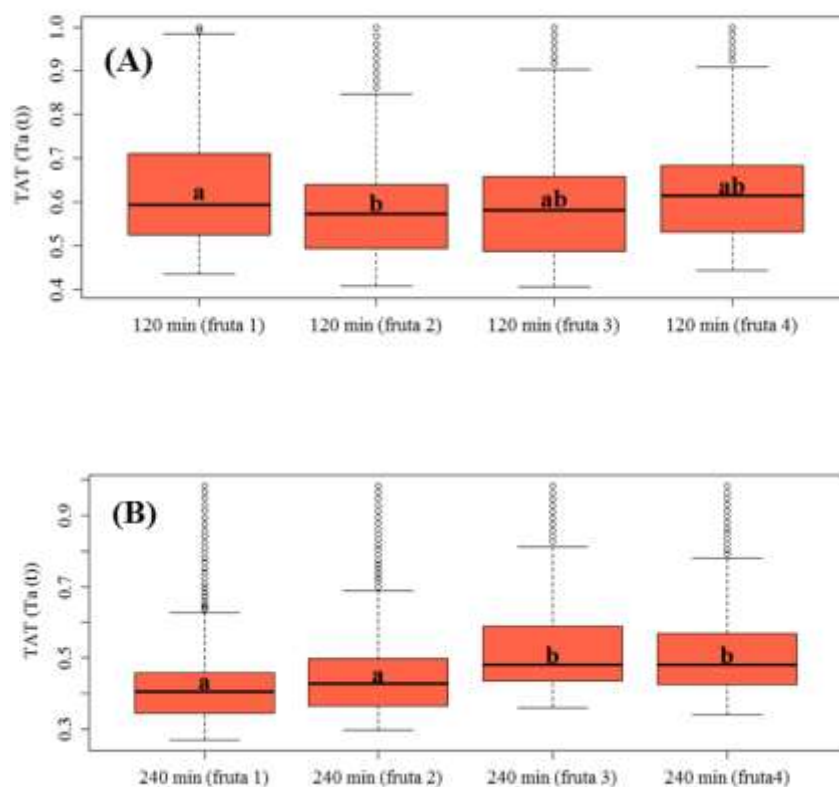 (A)
TAT (Ta (t))
1.0
0.9
0.8
0.7
0.6
0.5
0.4
a
b
ab
ab
120 min (fruta 1)
120 min (fruta 2)
120 min (fruta 3)
120 min (fruta 4)
(B)
TAT (Ta (t))
0.9
0.7
0.5
0.3
a
a
b
b
240 min (fruta 1)
240 min (fruta 2)
240 min (fruta 3)
240 min (fruta4)